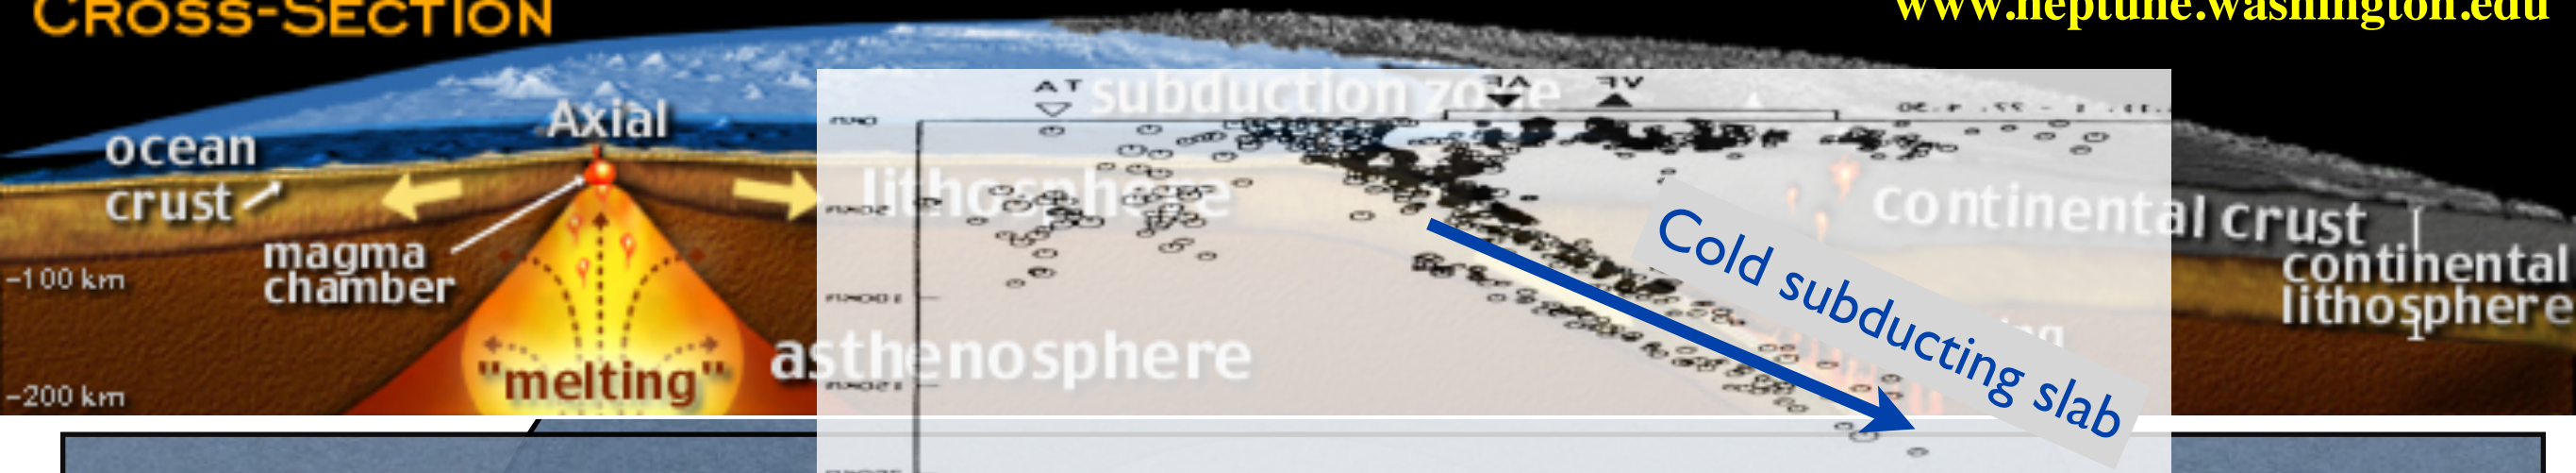 CROSS-SECTION
www.neptune.washington.edu
subduction zone
Axial
ocean
crust
lithosphere
continental crust
magma
chamber
-100 km
continental
lithosphere
Cold subducting slab
asthenosphere
"melting"
-200 km